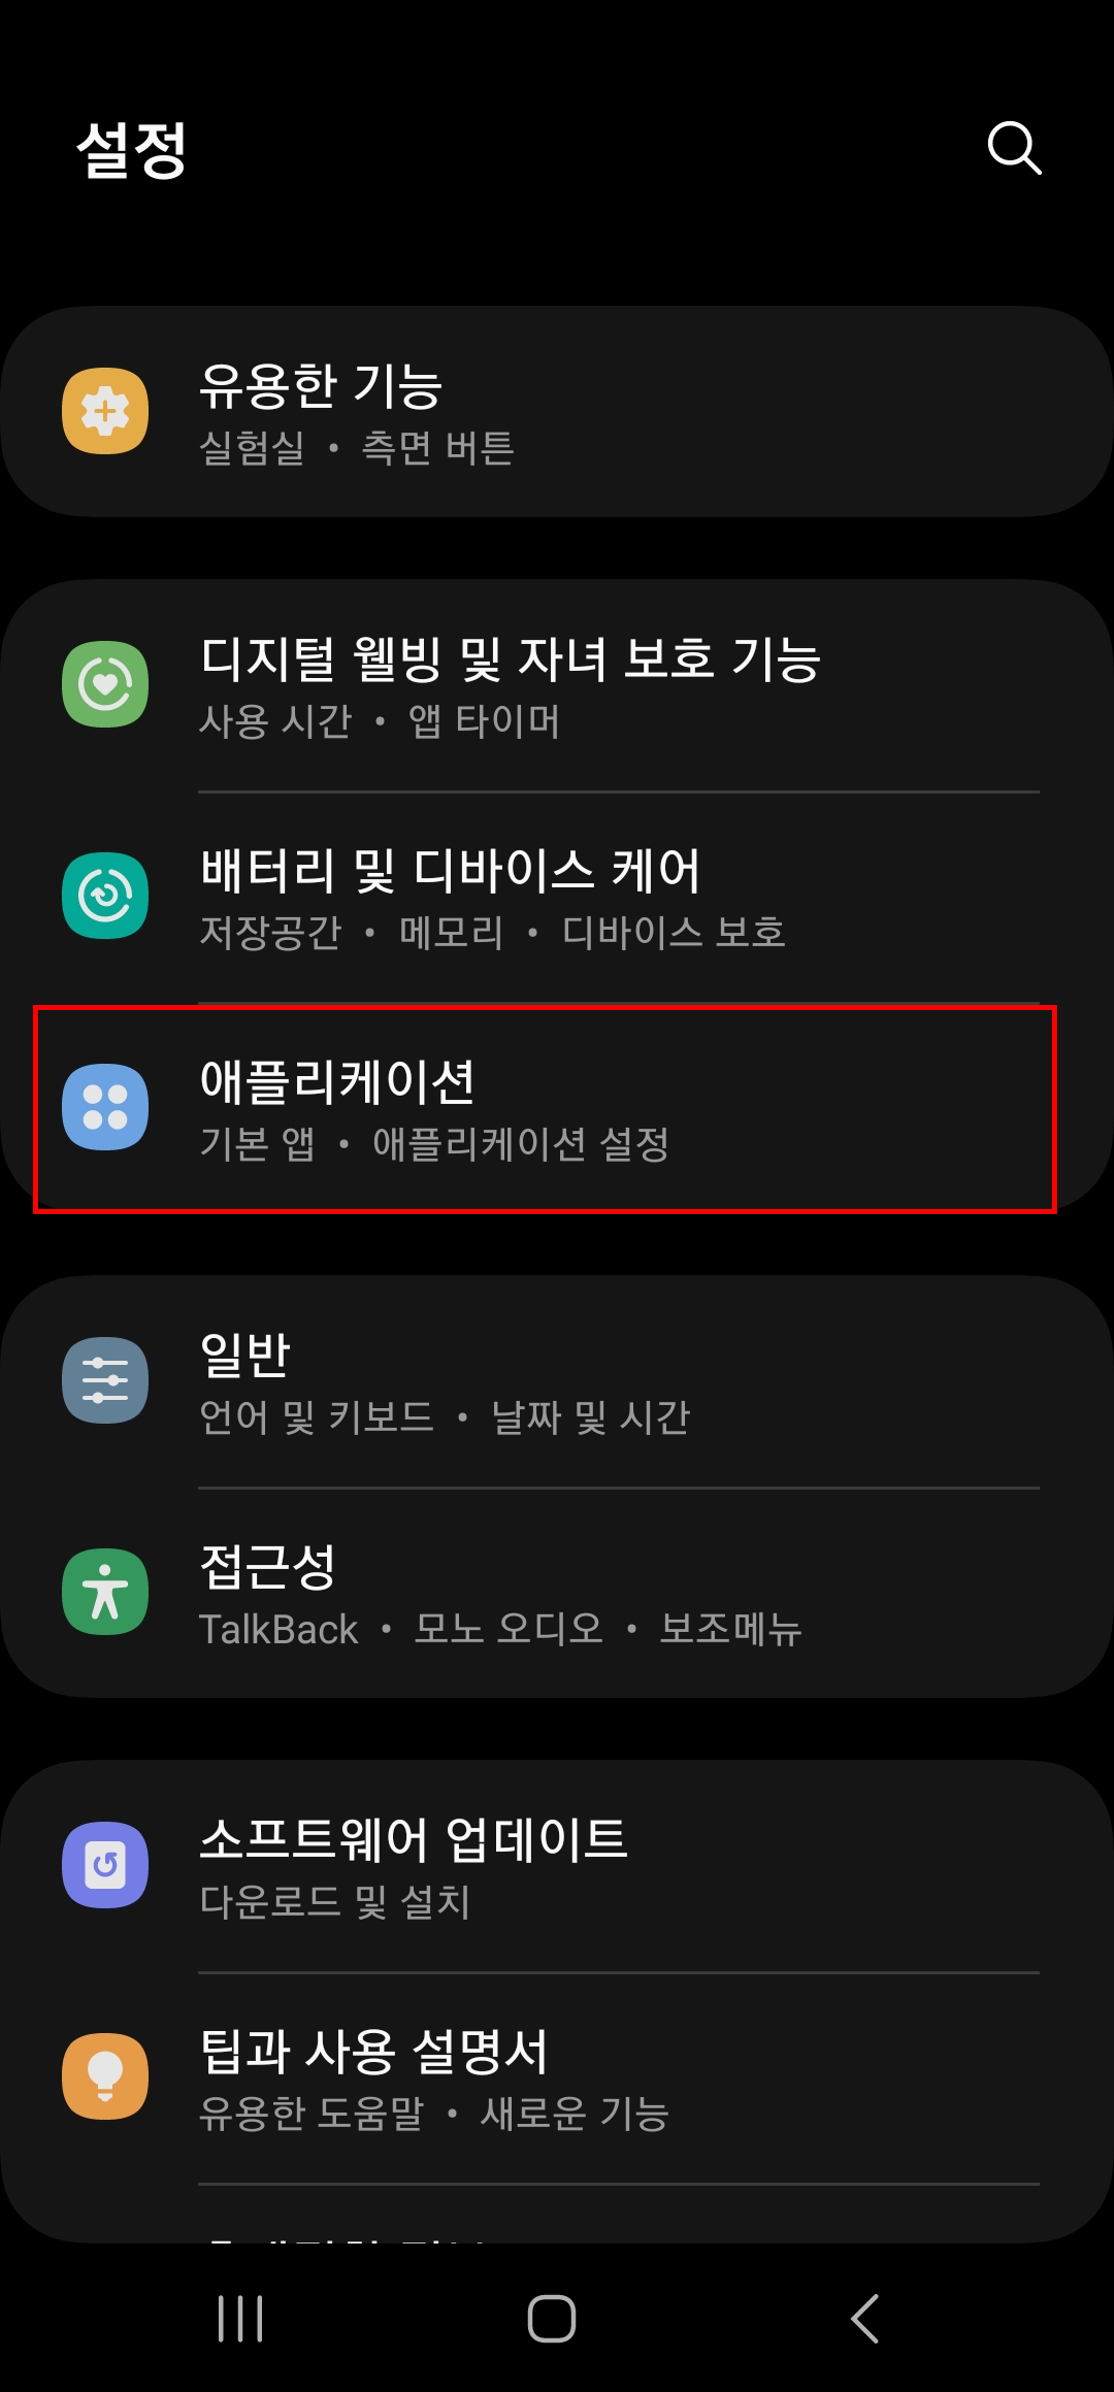 설정
유용한 기능
실험실 • 측면 버튼
디지털 웰빙 및 자녀 보호 기능
사용 시간 • 앱 타이머
배터리 및 디바이스 케어
저장공간 • 메모리 • 디바이스 보호
애플리케이션
기본 앱 • 애플리케이션 설정
일반
언어 및 키보드 • 날짜 및 시간
접근성
TalkBack • 모노 오디오 • 보조메뉴
소프트웨어 업데이트
다운로드 및 설치
팁과 사용 설명서
유용한 도움말 • 새로운 기능